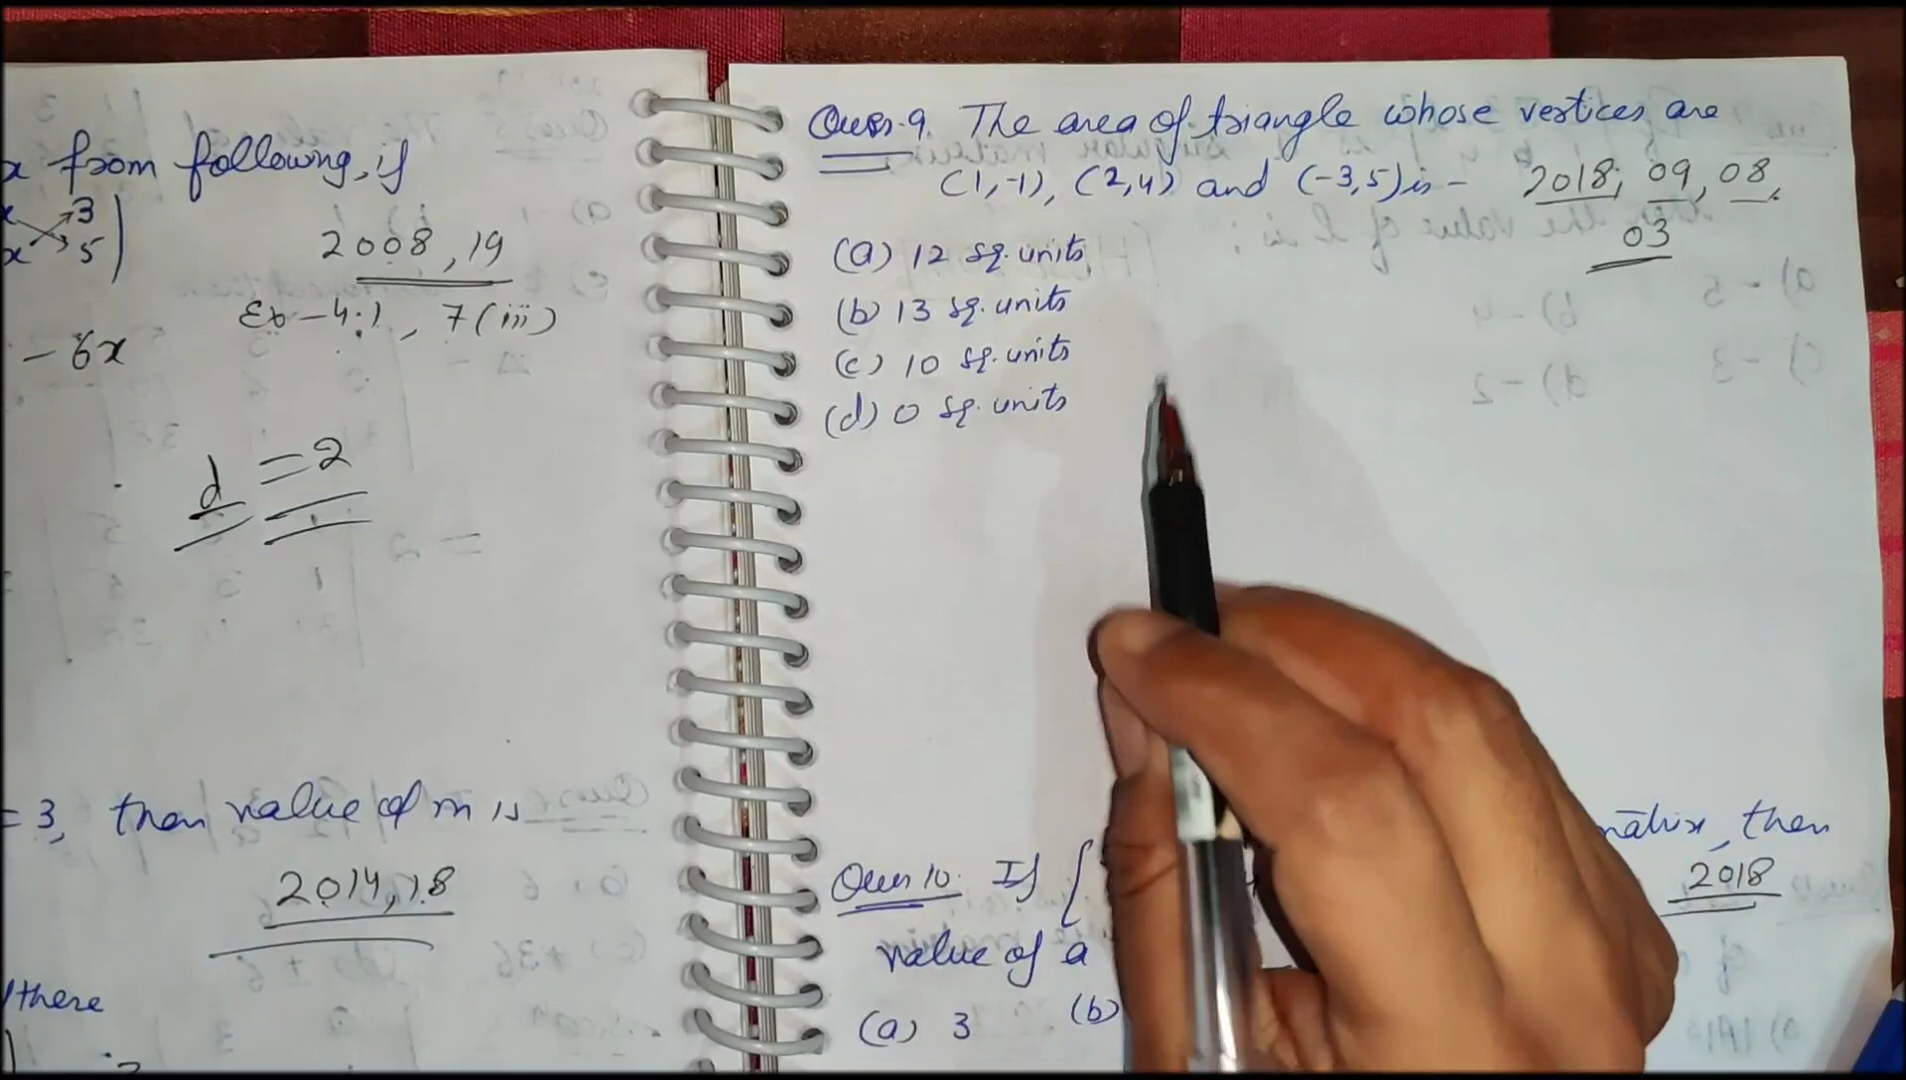 x from following, if
x 3
x 5
2008, 19
Ex-4.1, 7(iii)
- 6x
d = 2
= 3, then value of m is
2014, 18
there
Ques.9. The area of triangle whose vertices are
(1,-1), (2,4) and (-3,5) is - 2018, 09, 08,
03
(a) 12 sq. units
(b) 13 sq. units
(c) 10 sq. units
(d) 0 sq. units
Ques 10. If [ matrix, then
2018
value of a
(a) 3 (b)